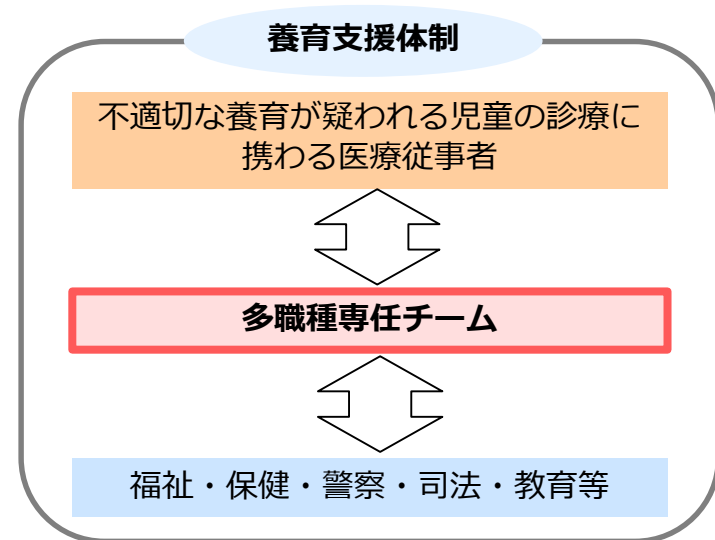 養育支援体制
不適切な養育が疑われる児童の診療に
携わる医療従事者
多職種専任チーム
福祉・保健・警察・司法・教育等